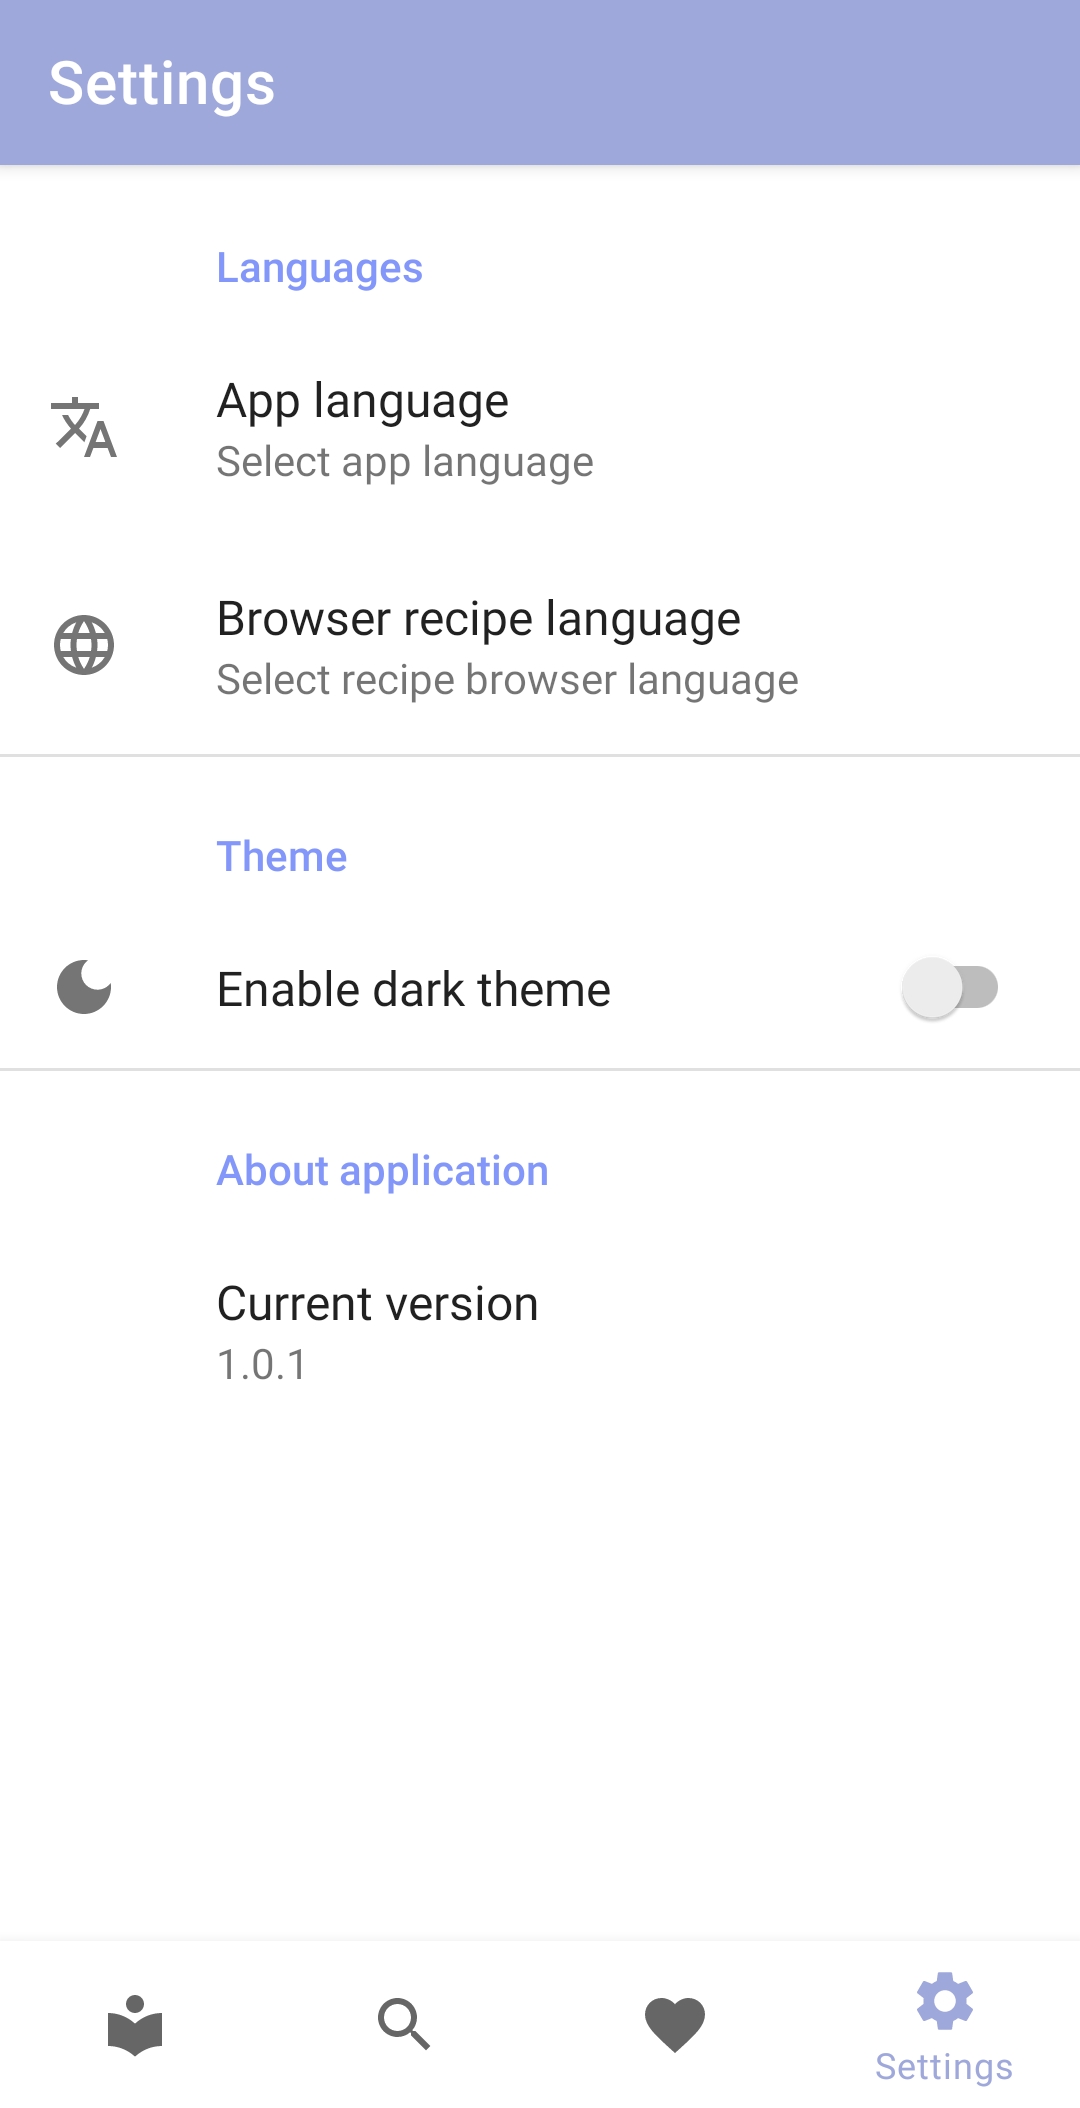 Settings
Languages
App language
Select app language
Browser recipe language
Select recipe browser language
Theme
Enable dark theme
About application
Current version
1.0.1
Settings